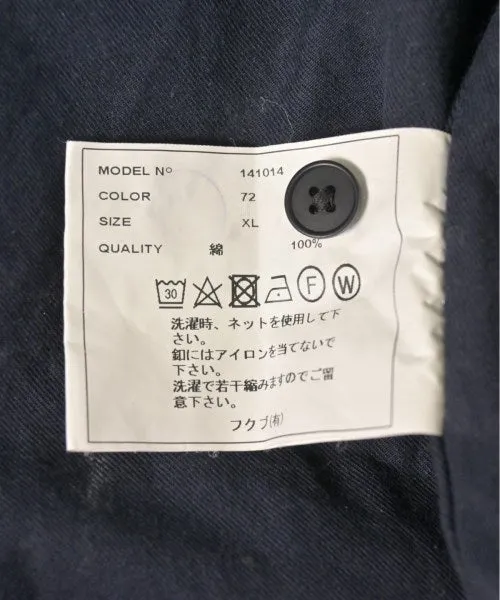 MODEL Nº 141014
COLOR 72
SIZE XL
QUALITY 綿 100%
30 F W
洗濯時、ネットを使用して下
さい。
釦にはアイロンを当てないで
下さい。
洗濯で若干縮みますのでご留
意下さい。
フクブ(有)